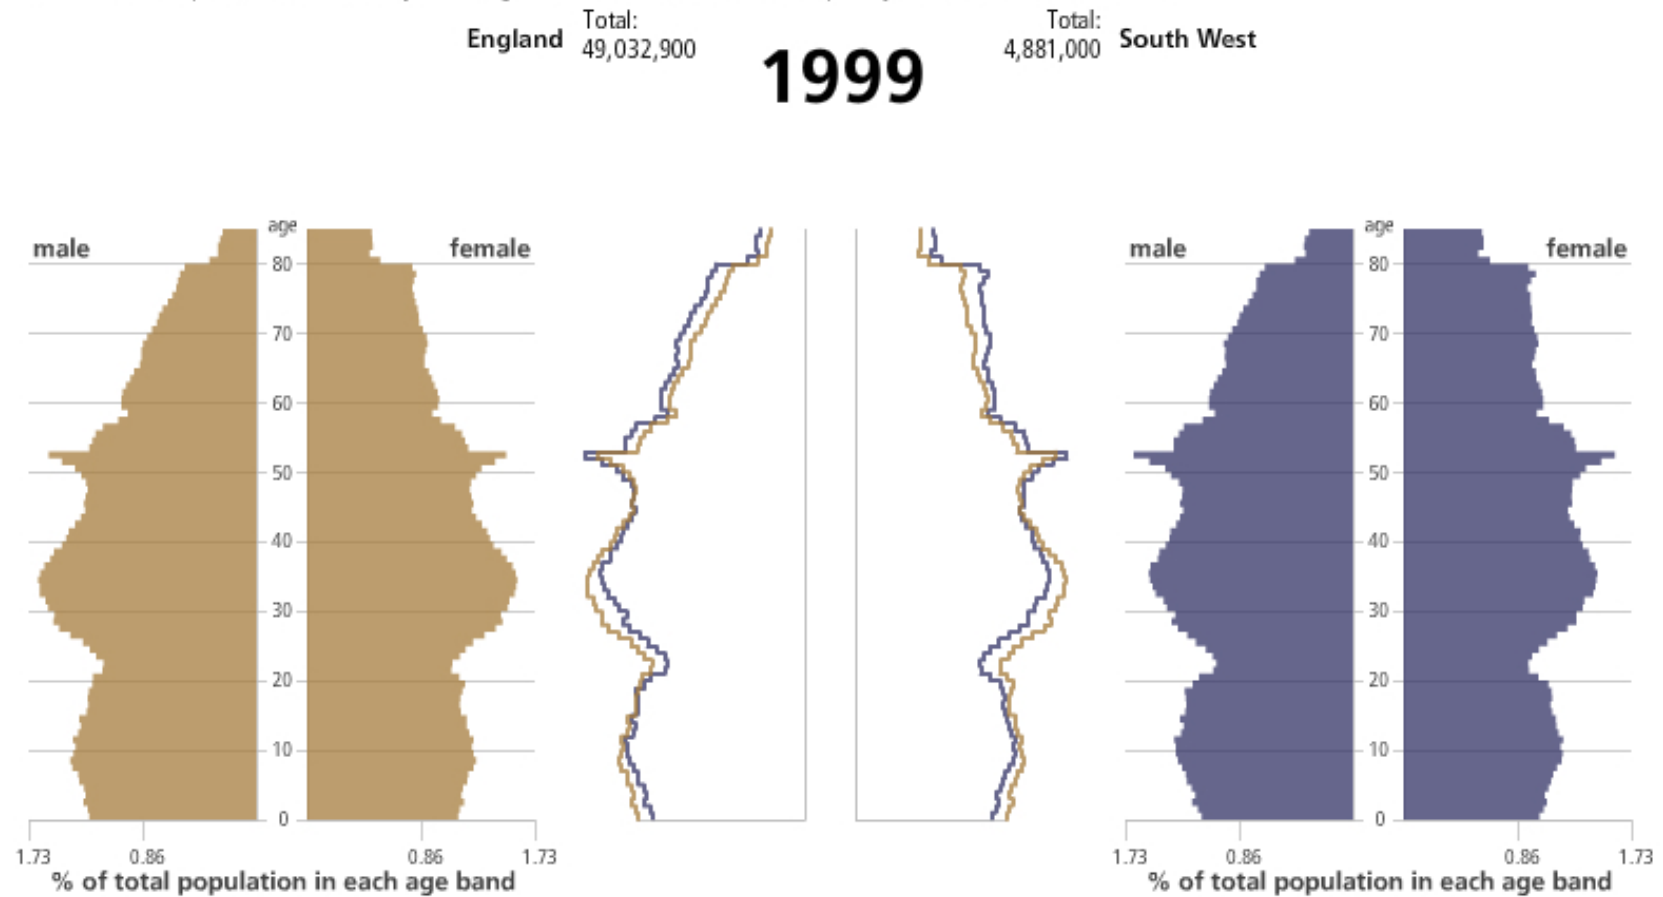 England
Total:
49,032,900
1999
Total:
4,881,000
South West
male
age
female
80
70
60
50
40
30
20
10
0
1.73
0.86
0.86
1.73
% of total population in each age band
male
age
female
80
70
60
50
40
30
20
10
0
1.73
0.86
0.86
1.73
% of total population in each age band